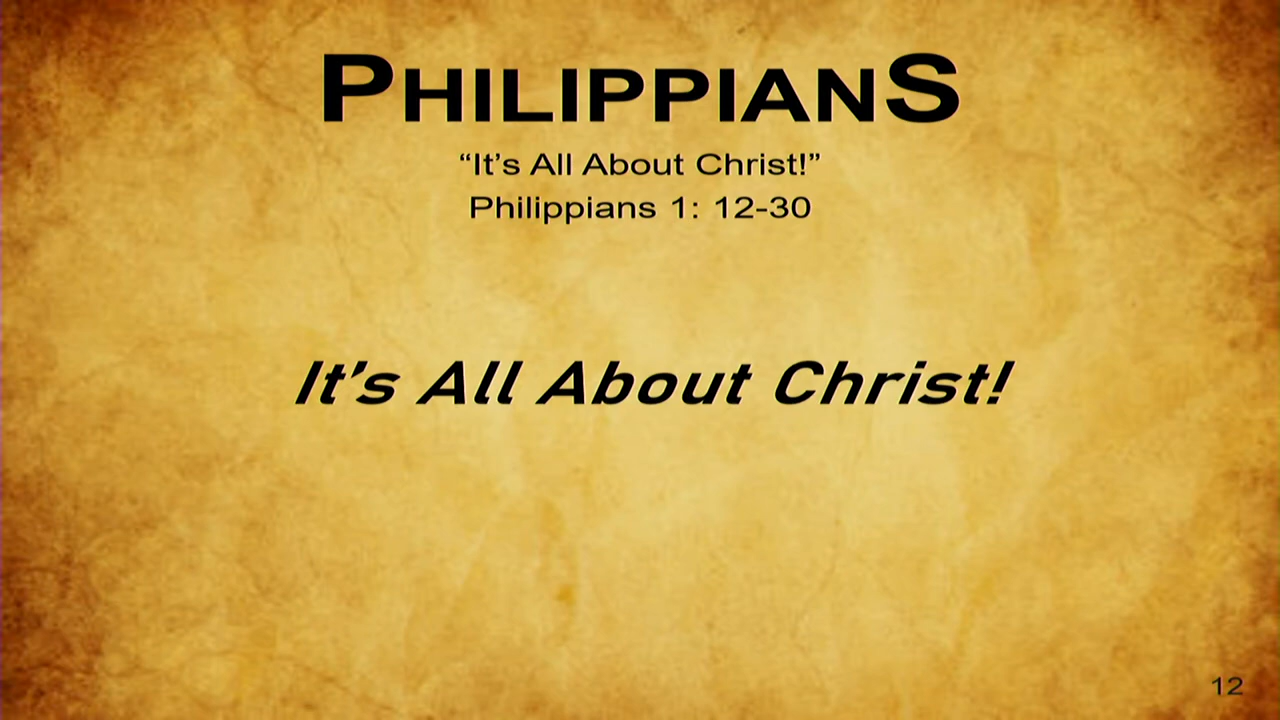 PHILIPPIANS
“It’s All About Christ!”
Philippians 1: 12-30
It’s All About Christ!
12